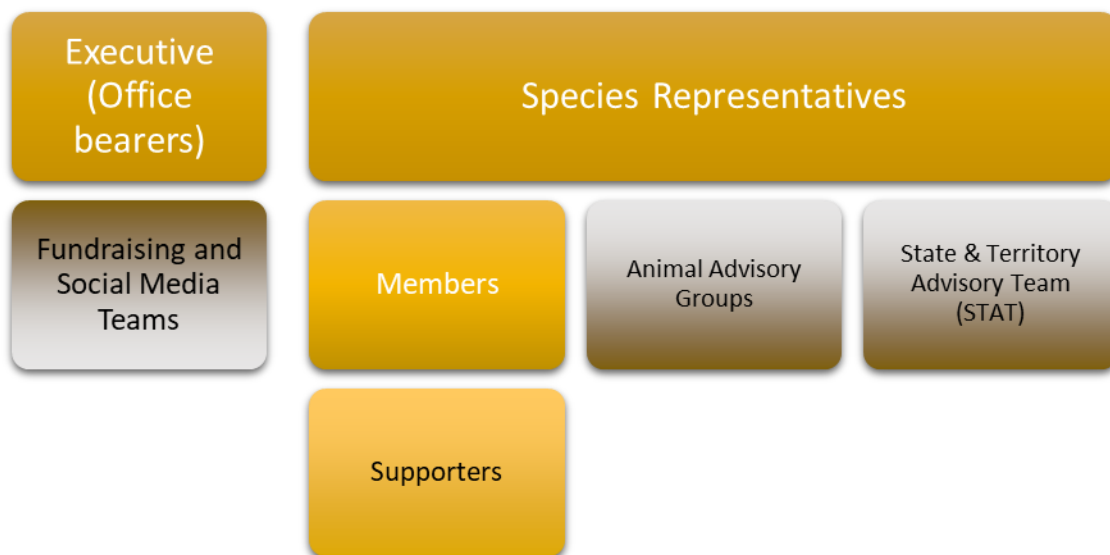 Executive
(Office
bearers)
Species Representatives
Fundraising and
Social Media
Teams
Members
Animal Advisory
Groups
State & Territory
Advisory Team
(STAT)
Supporters